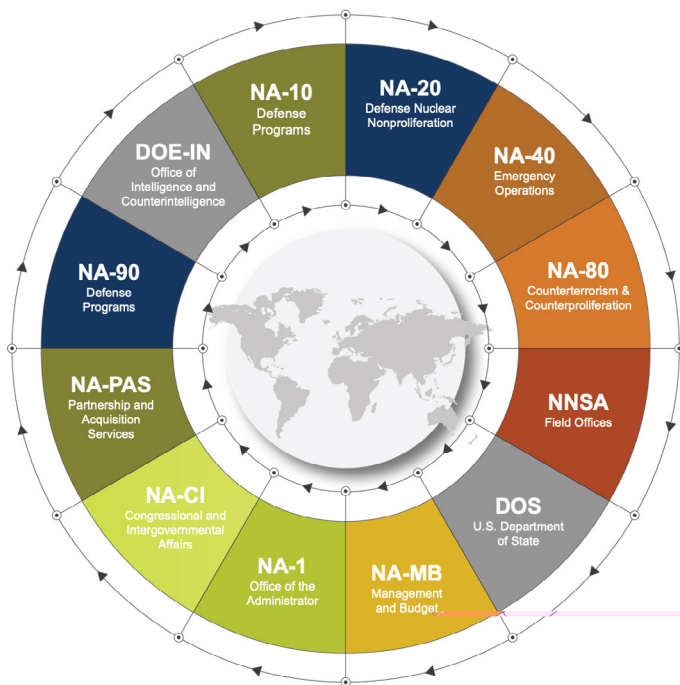 NA-10
Defense
Programs
NA-20
Defense Nuclear
Nonproliferation
NA-40
Emergency
Operations
NA-80
Counterterrorism &
Counterproliferation
NNSA
Field Offices
DOS
U.S. Department
of State
NA-MB
Management
and Budget
NA-1
Office of the
Administrator
NA-CI
Congressional and
Intergovernmental
Affairs
NA-PAS
Partnership and
Acquisition
Services
NA-90
Defense
Programs
DOE-IN
Office of
Intelligence and
Counterintelligence